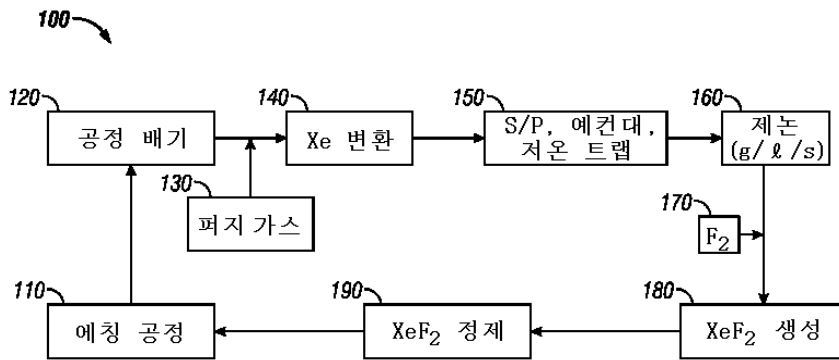 100
120
공정 배기
140
Xe 변환
150
S/P, 예컨대,
저온 트랩
160
제논
(g/ℓ/s)
130
퍼지 가스
170
F₂
110
에칭 공정
190
XeF₂ 정제
180
XeF₂ 생성